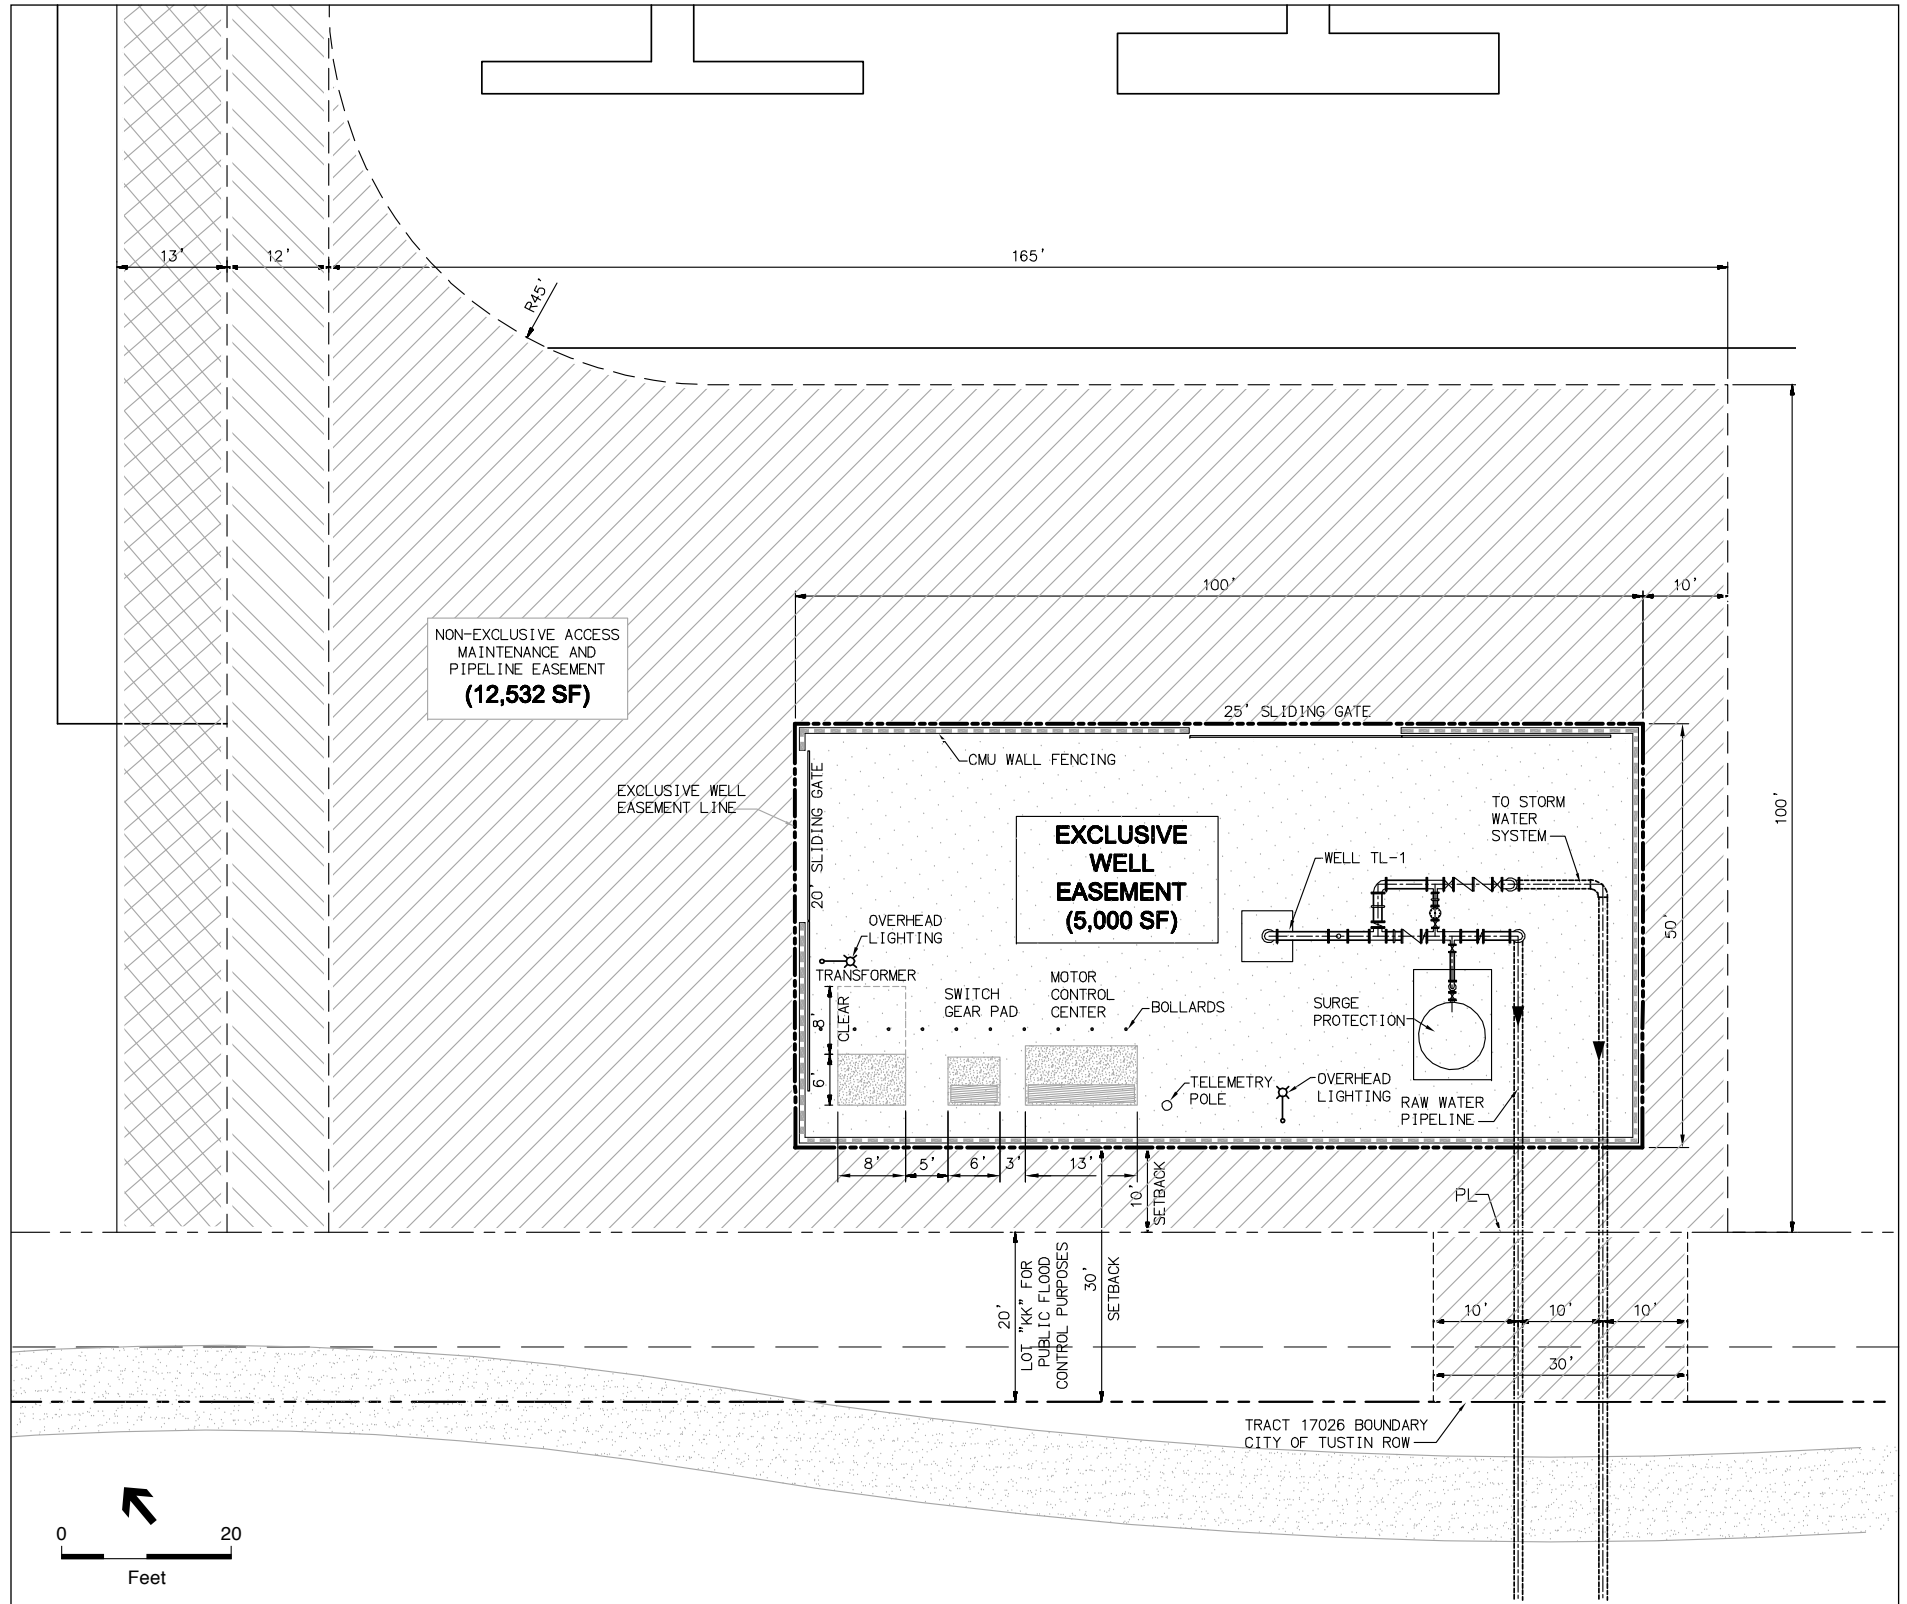 13'
12'
165'
R45'
100'
10'
NON-EXCLUSIVE ACCESS
MAINTENANCE AND
PIPELINE EASEMENT
(12,532 SF)
25' SLIDING GATE
CMU WALL FENCING
EXCLUSIVE WELL
EASEMENT LINE
20' SLIDING GATE
EXCLUSIVE
WELL
EASEMENT
(5,000 SF)
TO STORM
WATER
SYSTEM
WELL TL-1
100'
50'
OVERHEAD
LIGHTING
TRANSFORMER
SWITCH
GEAR PAD
MOTOR
CONTROL
CENTER
BOLLARDS
SURGE
PROTECTION
8'
CLEAR
6'
TELEMETRY
POLE
OVERHEAD
LIGHTING
RAW WATER
PIPELINE
8'
5'
6'
3'
13'
10'
SETBACK
PL
20'
LOT "KK" FOR
PUBLIC FLOOD
CONTROL PURPOSES
30'
SETBACK
10'
10'
10'
30'
TRACT 17026 BOUNDARY
CITY OF TUSTIN ROW
0
20
Feet